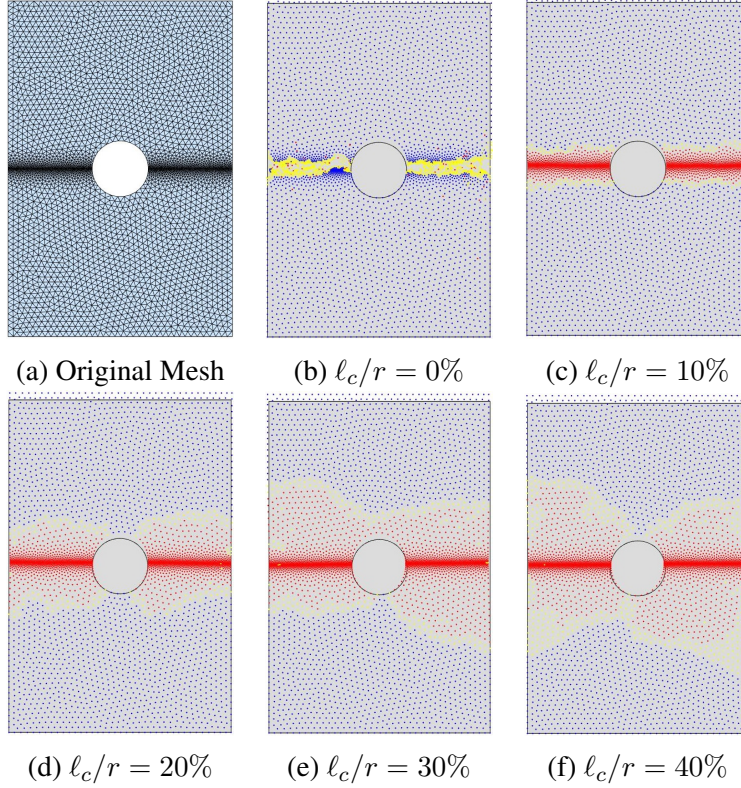 (a) Original Mesh
(b) ℓc/r = 0%
(c) ℓc/r = 10%
(d) ℓc/r = 20%
(e) ℓc/r = 30%
(f) ℓc/r = 40%